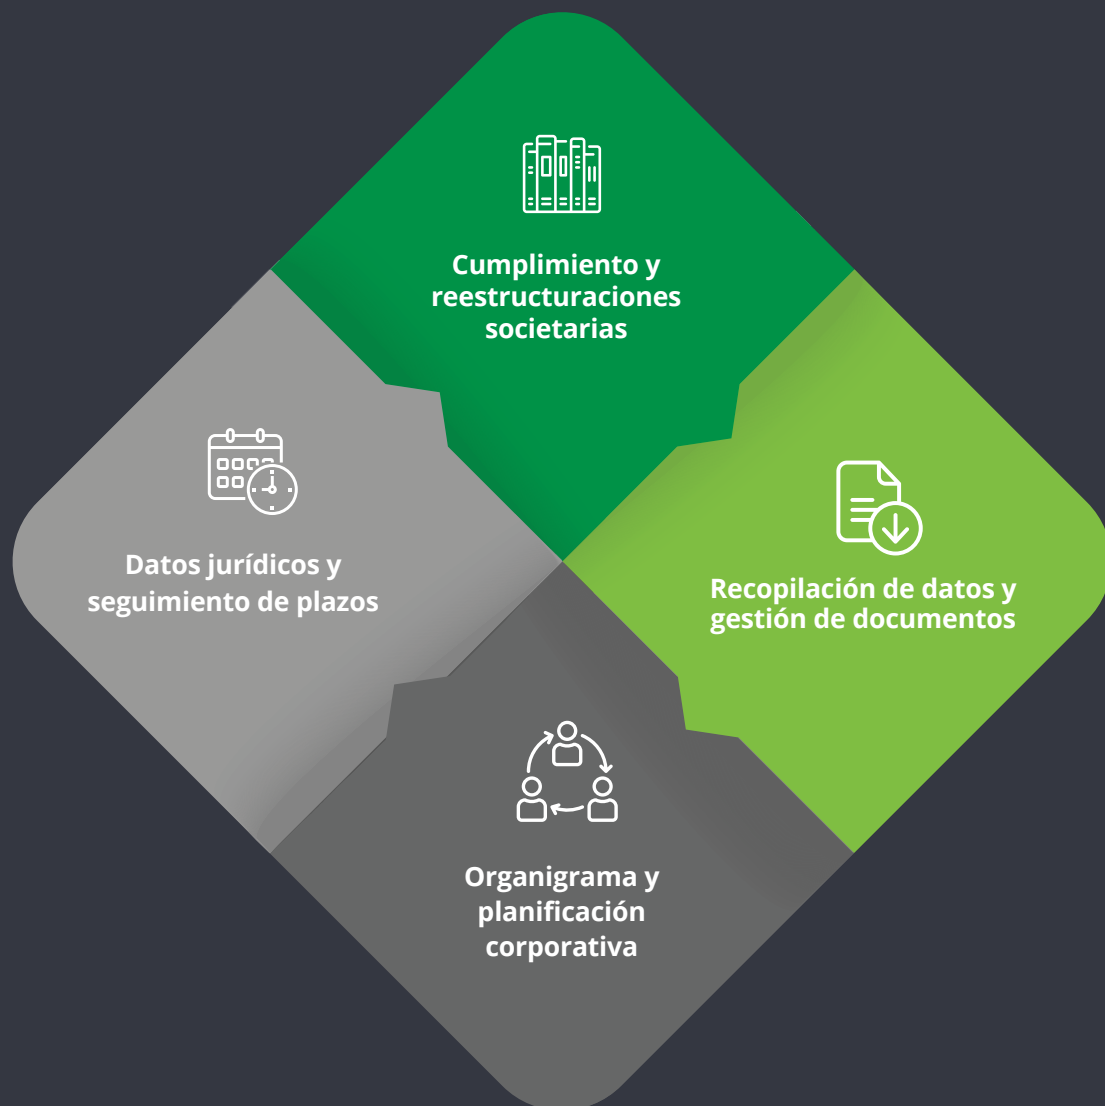 Cumplimiento y
reestructuraciones
societarias
Datos jurídicos y
seguimiento de plazos
Recopilación de datos y
gestión de documentos
Organigrama y
planificación
corporativa